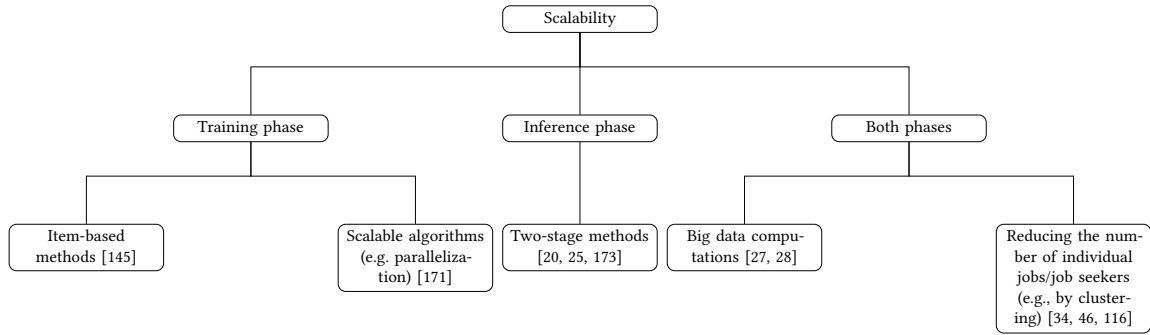 Scalability
Training phase
Inference phase
Both phases
Item-based
methods [145]
Scalable algorithms
(e.g. paralleliza-
tion) [171]
Two-stage methods
[20, 25, 173]
Big data compu-
tations [27, 28]
Reducing the num-
ber of individual
jobs/job seekers
(e.g., by cluster-
ing) [34, 46, 116]